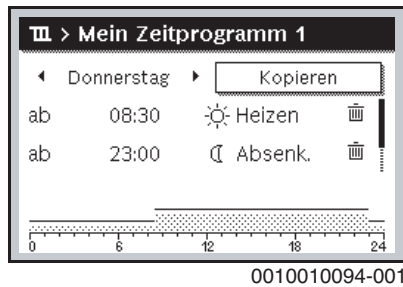 > Mein Zeitprogramm 1
Donnerstag Kopieren
ab 08:30 Heizen
ab 23:00 Absenk.
0 6 12 18 24
0010010094-001